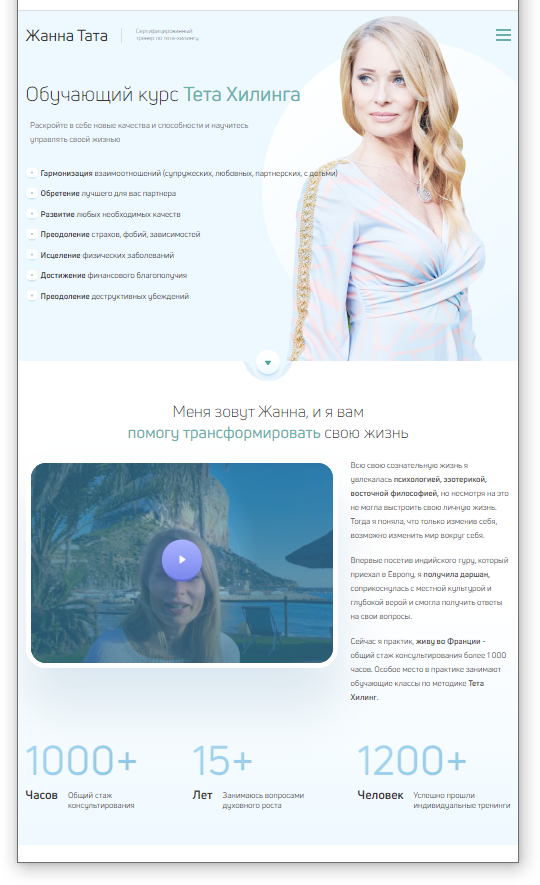 Жанна Тата
Сертифицированный
тренер по тета-хилингу
Обучающий курс Тета Хилинга
Раскройте в себе новые качества и способности и научитесь
управлять своей жизнью
Гармонизация взаимоотношений (супружеских, любовных, партнерских, с детьми)
Обретение лучшего для вас партнера
Развитие любых необходимых качеств
Преодоление страхов, фобий, зависимостей
Исцеление физических заболеваний
Достижение финансового благополучия
Преодоление деструктивных убеждений
Меня зовут Жанна, и я вам
помогу трансформировать свою жизнь
Всю свою сознательную жизнь я
увлекалась психологией, эзотерикой,
восточной философией, но несмотря на это
не могла выстроить свою личную жизнь.
Тогда я поняла, что только изменив себя,
возможно изменить мир вокруг себя.
Впервые посетив индийского гуру, который
приехал в Европу, я получила даршан,
соприкоснулась с местной культурой и
глубокой верой и смогла получить ответы
на свои вопросы.
Сейчас я практик, живу во Франции -
общий стаж консультирования более 1 000
часов. Особое место в практике занимают
обучающие классы по методике Тета
Хилинг.
1000+ 15+ 1200+
Часов Общий стаж
консультирования
Лет Занимаюсь вопросами
духовного роста
Человек Успешно прошли
индивидуальные тренинги